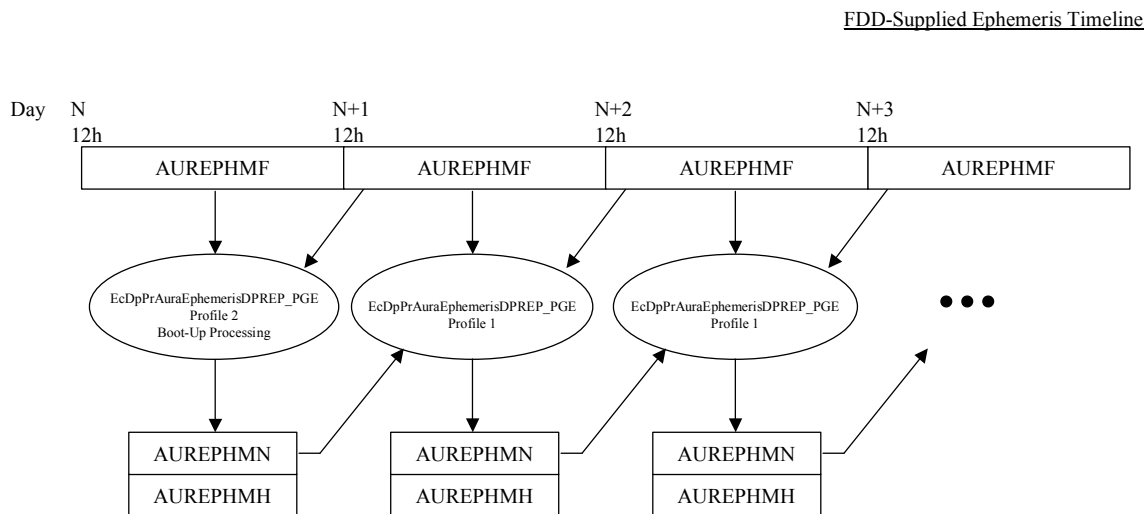 FDD-Supplied Ephemeris Timeline
Day N N+1 N+2 N+3
12h 12h 12h 12h
AUREPHMF AUREPHMF AUREPHMF AUREPHMF
EcDpPrAuraEphemerisDPREP_PGE
Profile 2
Boot-Up Processing
EcDpPrAuraEphemerisDPREP_PGE
Profile 1
EcDpPrAuraEphemerisDPREP_PGE
Profile 1
AUREPHMN AUREPHMN AUREPHMN
AUREPHMH AUREPHMH AUREPHMH